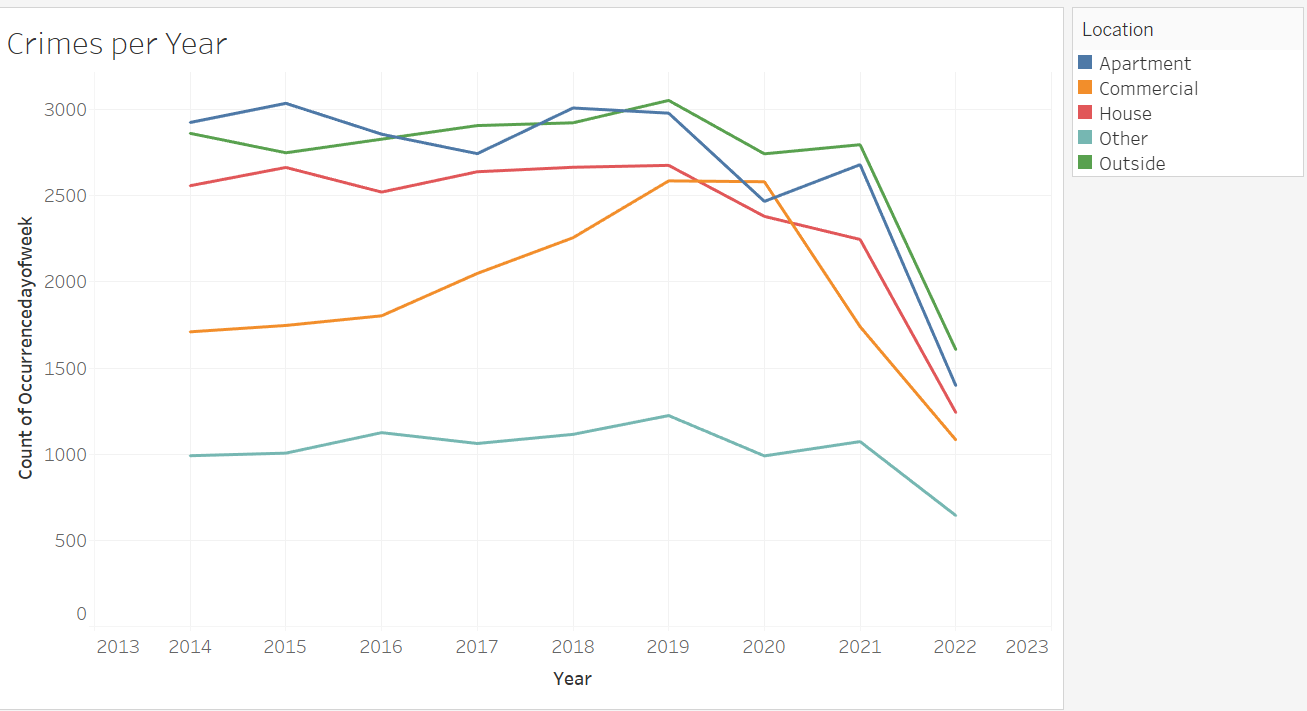 Crimes per Year
Count of Occurrencedayofweek
3000
2500
2000
1500
1000
500
0
2013 2014 2015 2016 2017 2018 2019 2020 2021 2022 2023
Year
Location
Apartment
Commercial
House
Other
Outside